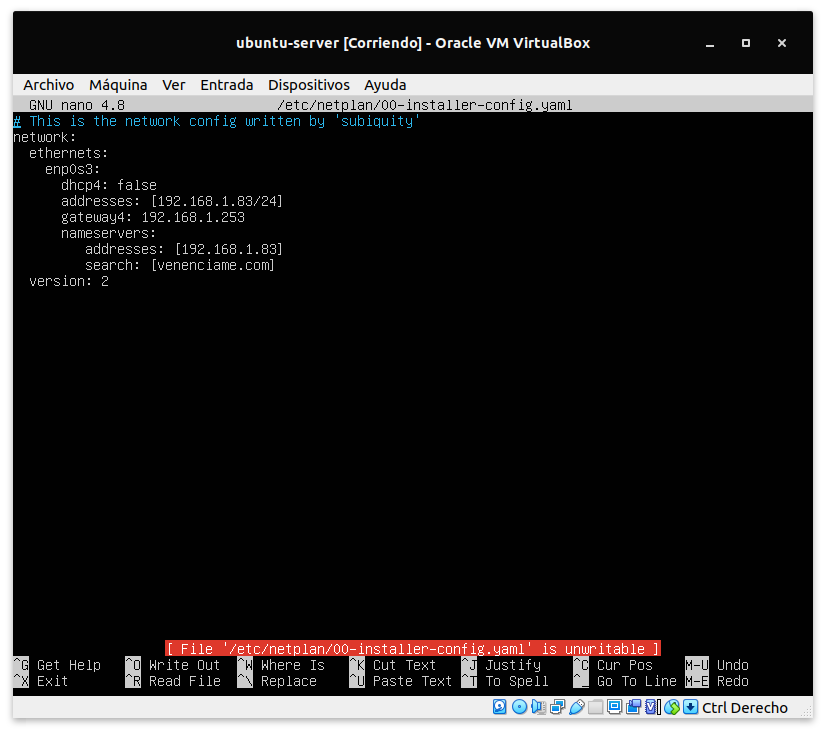 ubuntu-server [Corriendo] - Oracle VM VirtualBox
Archivo Máquina Ver Entrada Dispositivos Ayuda
GNU nano 4.8 /etc/netplan/00-installer-config.yaml
# This is the network config written by 'subiquity'
network:
  ethernets:
    enp0s3:
      dhcp4: false
      addresses: [192.168.1.83/24]
      gateway4: 192.168.1.253
      nameservers:
         addresses: [192.168.1.83]
         search: [venenciame.com]
  version: 2
[ File '/etc/netplan/00-installer-config.yaml' is unwritable ]
^G Get Help ^O Write Out ^W Where Is ^K Cut Text ^J Justify ^C Cur Pos M-U Undo
^X Exit ^R Read File ^\ Replace ^U Paste Text ^T To Spell ^_ Go To Line M-E Redo
Ctrl Derecho